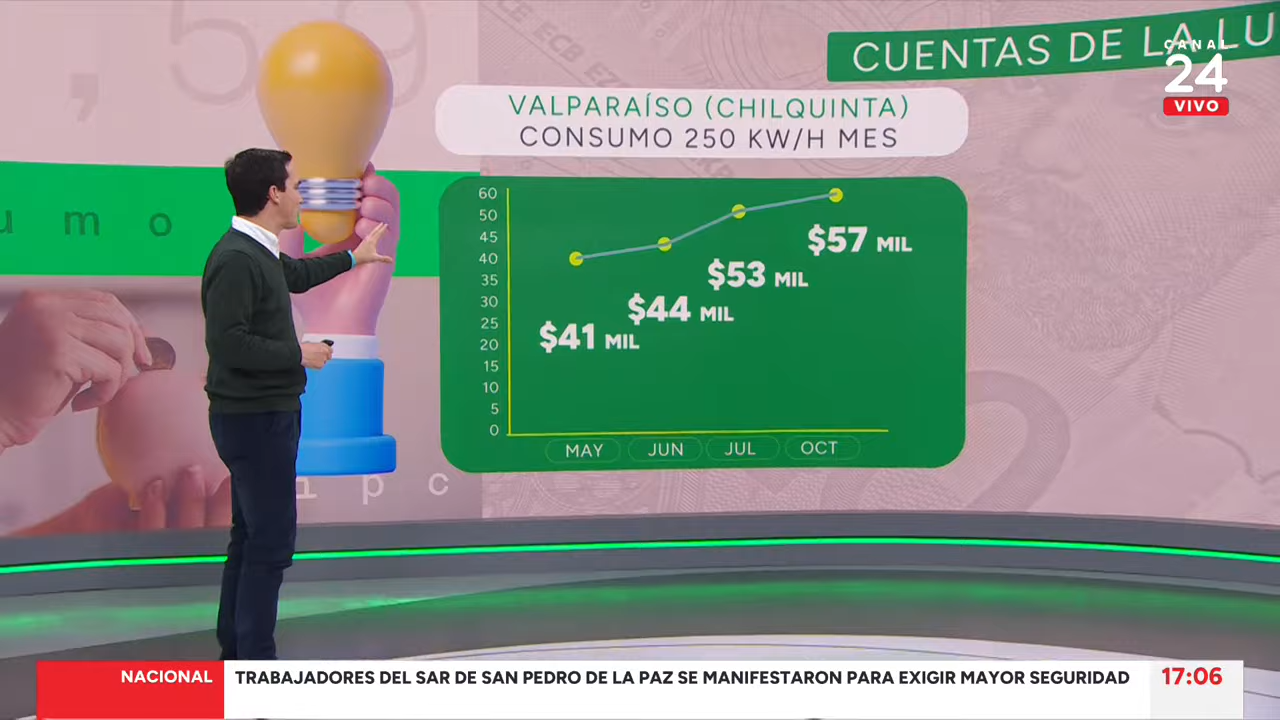 CUENTAS DE LA LU
CANAL
24
VIVO
VALPARAÍSO (CHILQUINTA)
CONSUMO 250 KW/H MES
60
50
45
40
35
30
25
20
15
10
5
0
$57 MIL
$53 MIL
$44 MIL
$41 MIL
MAY JUN JUL OCT
u m o
i p c
NACIONAL
TRABAJADORES DEL SAR DE SAN PEDRO DE LA PAZ SE MANIFESTARON PARA EXIGIR MAYOR SEGURIDAD
17:06